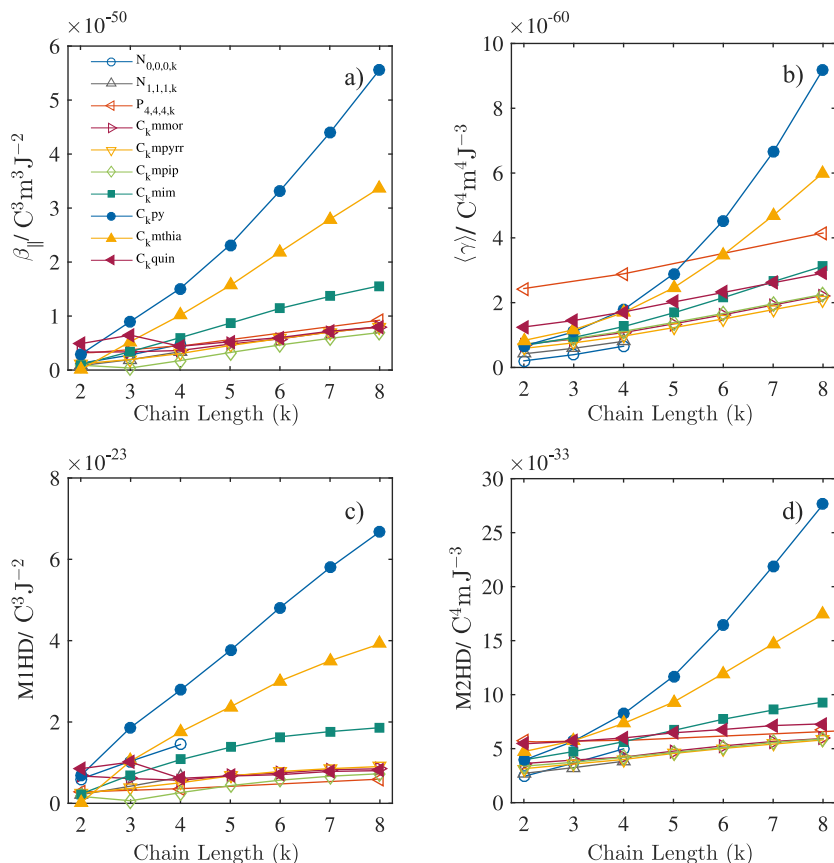 ×10⁻⁵⁰
a)
β∥/ C³m³J⁻²
6
5
4
3
2
1
0
N₀,₀,₀,ₖ
N₁,₁,₁,ₖ
P₄,₄,₄,ₖ
Cₖmmor
Cₖmpyrr
Cₖmpip
Cₖmim
Cₖpy
Cₖmthia
Cₖquin
2 3 4 5 6 7 8
Chain Length (k)
×10⁻⁶⁰
b)
⟨γ⟩/ C⁴m⁴J⁻³
10
8
6
4
2
0
2 3 4 5 6 7 8
Chain Length (k)
×10⁻²³
c)
M1HD/ C³J⁻²
8
6
4
2
0
2 3 4 5 6 7 8
Chain Length (k)
×10⁻³³
d)
M2HD/ C⁴mJ⁻³
30
25
20
15
10
5
0
2 3 4 5 6 7 8
Chain Length (k)